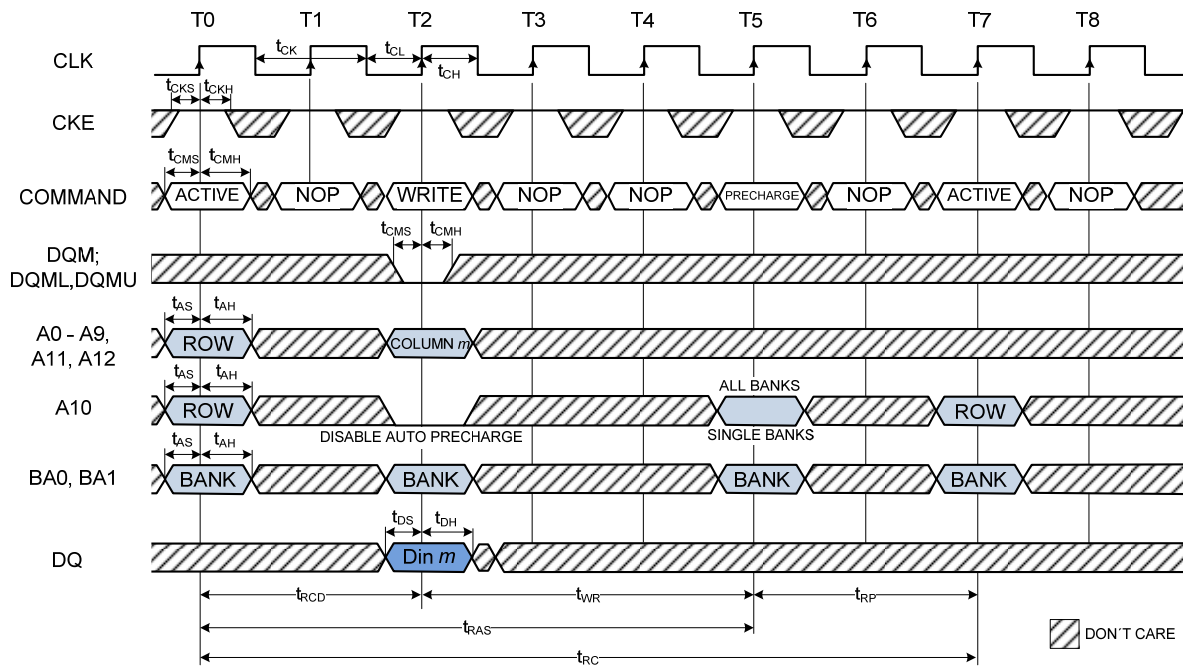 T0 T1 T2 T3 T4 T5 T6 T7 T8
CLK
tCK tCL
tCH
tCKS tCKH
CKE
tCMS tCMH
COMMAND ACTIVE NOP WRITE NOP NOP PRECHARGE NOP ACTIVE NOP
tCMS tCMH
DQM;
DQML,DQMU
tAS tAH
A0 - A9,
A11, A12
ROW COLUMN m
tAS tAH
ALL BANKS
A10 ROW ROW
DISABLE AUTO PRECHARGE SINGLE BANKS
tAS tAH
BA0, BA1 BANK BANK BANK BANK
tDS tDH
DQ Din m
tRCD tWR tRP
tRAS
DON´T CARE
tRC